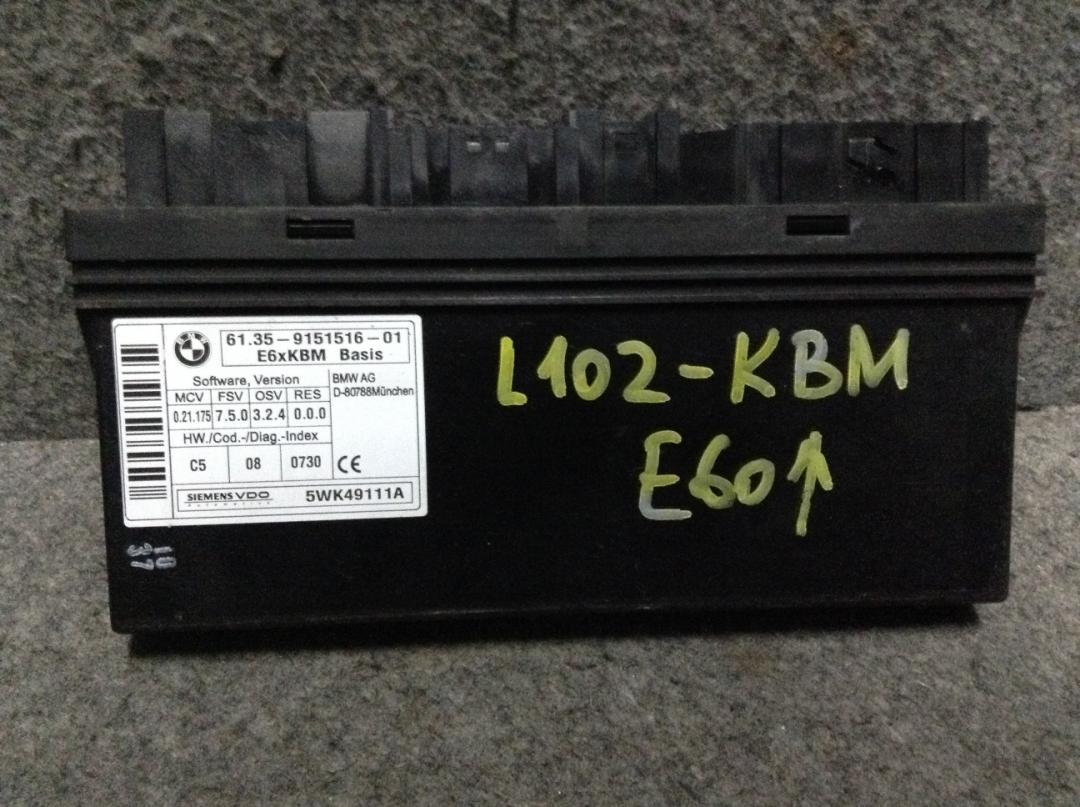 BMW
61.35-9151516-01
E6xKBM Basis
Software, Version
MCV FSV OSV RES
0.21.175 7.5.0 3.2.4 0.0.0
HW./Cod.-/Diag.-Index
C5 08 0730
BMW AG
D-80788München
CE
SIEMENS VDO
Automotive
5WK49111A
L102-KBM
E60↑